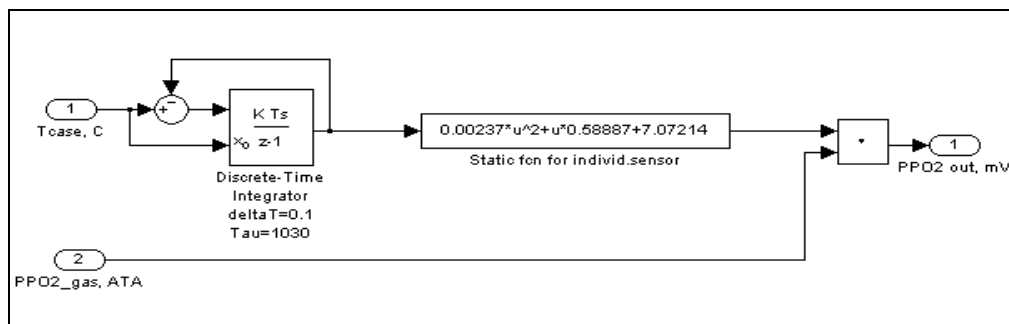 1
Tcase, C
+
−
K Ts
z-1
xo
Discrete-Time
Integrator
deltaT=0.1
Tau=1030
0.00237*u^2+u*0.58887+7.07214
Static fcn for individ.sensor
*
1
PPO2 out, mV
2
PPO2_gas, ATA